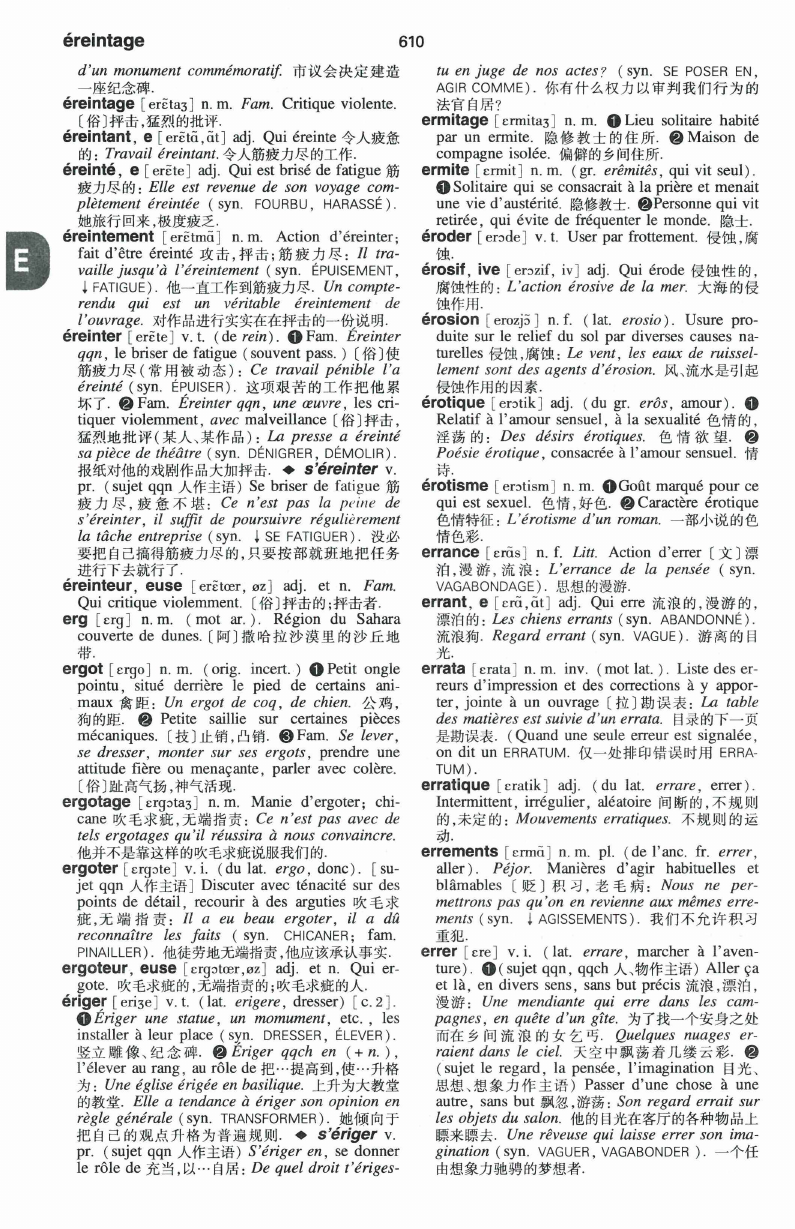 éreintage
610
d'un monument commémoratif. 市议会决定建造
一座纪念碑.
éreintage [erɛ̃taʒ] n. m. Fam. Critique violente.
〔俗〕抨击,猛烈的批评.
éreintant, e [erɛ̃tɑ̃,ɑ̃t] adj. Qui éreinte 令人疲惫
的: Travail éreintant. 令人筋疲力尽的工作.
éreinté, e [erɛ̃te] adj. Qui est brisé de fatigue 筋
疲力尽的: Elle est revenue de son voyage com-
plètement éreintée ( syn. FOURBU, HARASSÉ ).
她旅行回来,极度疲乏.
éreintement [erɛ̃tmɑ̃] n. m. Action d'éreinter;
fait d'être éreinté 攻击,抨击;筋疲力尽: Il tra-
vaille jusqu'à l'éreintement (syn. ÉPUISEMENT,
↓FATIGUE). 他一直工作到筋疲力尽. Un compte-
rendu qui est un véritable éreintement de
l'ouvrage. 对作品进行实实在在抨击的一份说明.
éreinter [erɛ̃te] v. t. (de rein). ❶ Fam. Éreinter
qqn, le briser de fatigue (souvent pass. )〔俗〕使
筋疲力尽(常用被动态): Ce travail pénible l'a
éreinté (syn. ÉPUISER). 这项艰苦的工作把他累
坏了. ❷ Fam. Éreinter qqn, une œuvre, les cri-
tiquer violemment, avec malveillance〔俗〕抨击,
猛烈地批评(某人、某作品): La presse a éreinté
sa pièce de théâtre (syn. DÉNIGRER, DÉMOLIR).
报纸对他的戏剧作品大加抨击. ◆ s'éreinter v.
pr. (sujet qqn 人作主语) Se briser de fatigue 筋
疲力尽,疲惫不堪: Ce n'est pas la peine de
s'éreinter, il suffit de poursuivre régulièrement
la tâche entreprise (syn. ↓SE FATIGUER). 没必
要把自己搞得筋疲力尽的,只要按部就班地把任务
进行下去就行了.
éreinteur, euse [erɛ̃tœr, øz] adj. et n. Fam.
Qui critique violemment. 〔俗〕抨击的;抨击者.
erg [ɛrg] n. m. (mot ar. ). Région du Sahara
couverte de dunes. 〔阿〕撒哈拉沙漠里的沙丘地
带.
ergot [ɛrgo] n. m. (orig. incert. ) ❶ Petit ongle
pointu, situé derrière le pied de certains ani-
maux 禽距: Un ergot de coq, de chien. 公鸡,
狗的距. ❷ Petite saillie sur certaines pièces
mécaniques. 〔技〕止销,凸销. ❸ Fam. Se lever,
se dresser, monter sur ses ergots, prendre une
attitude fière ou menaçante, parler avec colère.
〔俗〕趾高气扬,神气活现.
ergotage [ɛrgɔtaʒ] n. m. Manie d'ergoter; chi-
cane 吹毛求疵,无端指责: Ce n'est pas avec de
tels ergotages qu'il réussira à nous convaincre.
他并不是靠这样的吹毛求疵说服我们的.
ergoter [ɛrgɔte] v. i. (du lat. ergo, donc). [su-
jet qqn 人作主语] Discuter avec ténacité sur des
points de détail, recourir à des arguties 吹毛求
疵,无端指责: Il a eu beau ergoter, il a dû
reconnaître les faits ( syn. CHICANER; fam.
PINAILLER). 他徒劳地无端指责,他应该承认事实.
ergoteur, euse [ɛrgɔtœr,øz] adj. et n. Qui er-
gote. 吹毛求疵的,无端指责的;吹毛求疵的人.
ériger [eriʒe] v. t. (lat. erigere, dresser) [c. 2].
❶ Ériger une statue, un momument, etc. , les
installer à leur place (syn. DRESSER, ÉLEVER).
竖立雕像、纪念碑. ❷ Ériger qqch en (+ n. ),
l'élever au rang, au rôle de 把…提高到,使…升格
为: Une église érigée en basilique. 上升为大教堂
的教堂. Elle a tendance à ériger son opinion en
règle générale (syn. TRANSFORMER). 她倾向于
把自己的观点升格为普遍规则. ◆ s'ériger v.
pr. (sujet qqn 人作主语) S'ériger en, se donner
le rôle de 充当,以…自居: De quel droit t'ériges-
E
tu en juge de nos actes? ( syn. SE POSER EN,
AGIR COMME). 你有什么权力以审判我们行为的
法官自居?
ermitage [ɛrmitaʒ] n. m. ❶ Lieu solitaire habité
par un ermite. 隐修教士的住所. ❷ Maison de
compagne isolée. 偏僻的乡间住所.
ermite [ɛrmit] n. m. (gr. erêmitês, qui vit seul).
❶ Solitaire qui se consacrait à la prière et menait
une vie d'austérité. 隐修教士. ❷Personne qui vit
retirée, qui évite de fréquenter le monde. 隐士.
éroder [erɔde] v. t. User par frottement. 侵蚀,腐
蚀.
érosif, ive [erɔzif, iv] adj. Qui érode 侵蚀性的,
腐蚀性的: L'action érosive de la mer. 大海的侵
蚀作用.
érosion [erozjɔ̃] n. f. ( lat. erosio). Usure pro-
duite sur le relief du sol par diverses causes na-
turelles 侵蚀,腐蚀: Le vent, les eaux de ruissel-
lement sont des agents d'érosion. 风、流水是引起
侵蚀作用的因素.
érotique [erɔtik] adj. (du gr. erôs, amour). ❶
Relatif à l'amour sensuel, à la sexualité 色情的,
淫荡的: Des désirs érotiques. 色情欲望. ❷
Poésie érotique, consacrée à l'amour sensuel. 情
诗.
érotisme [erɔtism] n. m. ❶Goût marqué pour ce
qui est sexuel. 色情,好色. ❷Caractère érotique
色情特征: L'érotisme d'un roman. 一部小说的色
情色彩.
errance [ɛrɑ̃s] n. f. Litt. Action d'errer〔文〕漂
泊,漫游,流浪: L'errance de la pensée ( syn.
VAGABONDAGE). 思想的漫游.
errant, e [ɛrɑ̃,ɑ̃t] adj. Qui erre 流浪的,漫游的,
漂泊的: Les chiens errants (syn. ABANDONNÉ).
流浪狗. Regard errant (syn. VAGUE). 游离的目
光.
errata [ɛrata] n. m. inv. (mot lat. ). Liste des er-
reurs d'impression et des corrections à y appor-
ter, jointe à un ouvrage〔拉〕勘误表: La table
des matières est suivie d'un errata. 目录的下一页
是勘误表. (Quand une seule erreur est signalée,
on dit un ERRATUM. 仅一处排印错误时用 ERRA-
TUM).
erratique [ɛratik] adj. (du lat. errare, errer).
Intermittent, irrégulier, aléatoire 间断的,不规则
的,未定的: Mouvements erratiques. 不规则的运
动.
errements [ɛrmɑ̃] n. m. pl. (de l'anc. fr. errer,
aller). Péjor. Manières d'agir habituelles et
blâmables〔贬〕积习,老毛病: Nous ne per-
mettrons pas qu'on en revienne aux mêmes erre-
ments (syn. ↓AGISSEMENTS). 我们不允许积习
重犯.
errer [ɛre] v. i. ( lat. errare, marcher à l'aven-
ture). ❶(sujet qqn, qqch 人、物作主语) Aller ça
et là, en divers sens, sans but précis 流浪,漂泊,
漫游: Une mendiante qui erre dans les cam-
pagnes, en quête d'un gîte. 为了找一个安身之处
而在乡间流浪的女乞丐. Quelques nuages er-
raient dans le ciel. 天空中飘荡着几缕云彩. ❷
(sujet le regard, la pensée, l'imagination 目光、
思想、想象力作主语) Passer d'une chose à une
autre, sans but 飘忽,游荡: Son regard errait sur
les objets du salon. 他的目光在客厅的各种物品上
瞟来瞟去. Une rêveuse qui laisse errer son ima-
gination (syn. VAGUER, VAGABONDER ). 一个任
由想象力驰骋的梦想者.